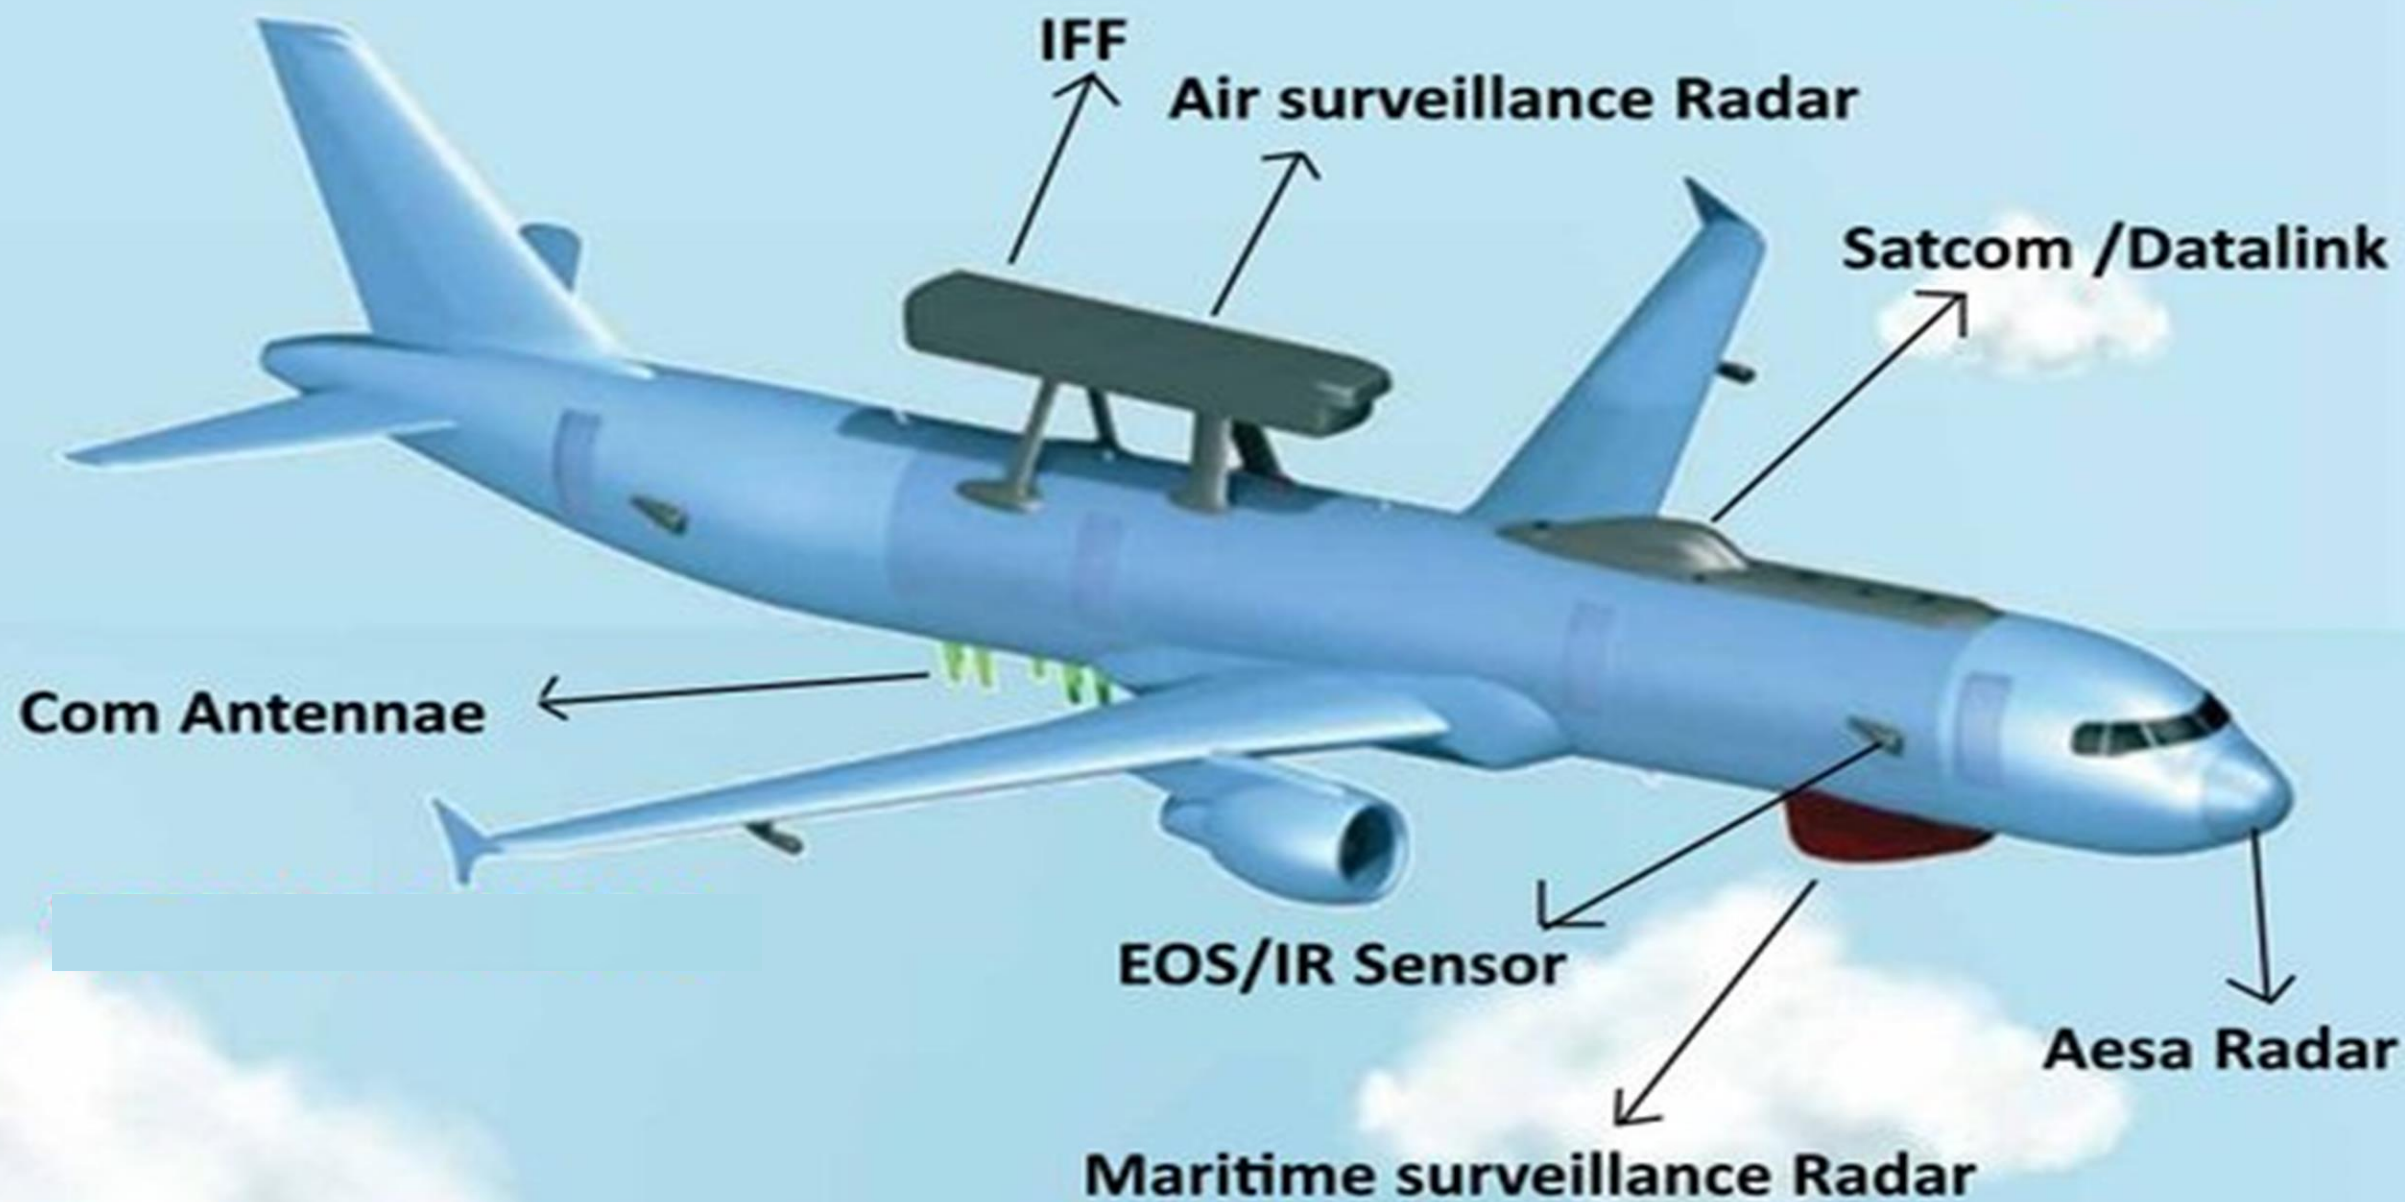 IFF
Air surveillance Radar
Satcom /Datalink
Com Antennae
EOS/IR Sensor
Aesa Radar
Maritime surveillance Radar